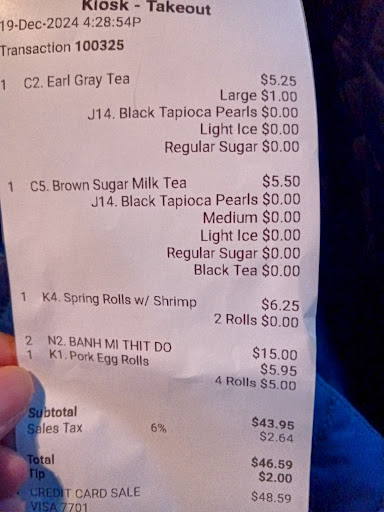 Kiosk - Takeout
19-Dec-2024 4:28:54P
Transaction 100325
1 C2. Earl Gray Tea $5.25
Large $1.00
J14. Black Tapioca Pearls $0.00
Light Ice $0.00
Regular Sugar $0.00
1 C5. Brown Sugar Milk Tea $5.50
J14. Black Tapioca Pearls $0.00
Medium $0.00
Light Ice $0.00
Regular Sugar $0.00
Black Tea $0.00
1 K4. Spring Rolls w/ Shrimp $6.25
2 Rolls $0.00
2 N2. BANH MI THIT DO $15.00
1 K1. Pork Egg Rolls $5.95
4 Rolls $5.00
Subtotal $43.95
Sales Tax 6% $2.64
Total $46.59
Tip $2.00
CREDIT CARD SALE $48.59
VISA 7701